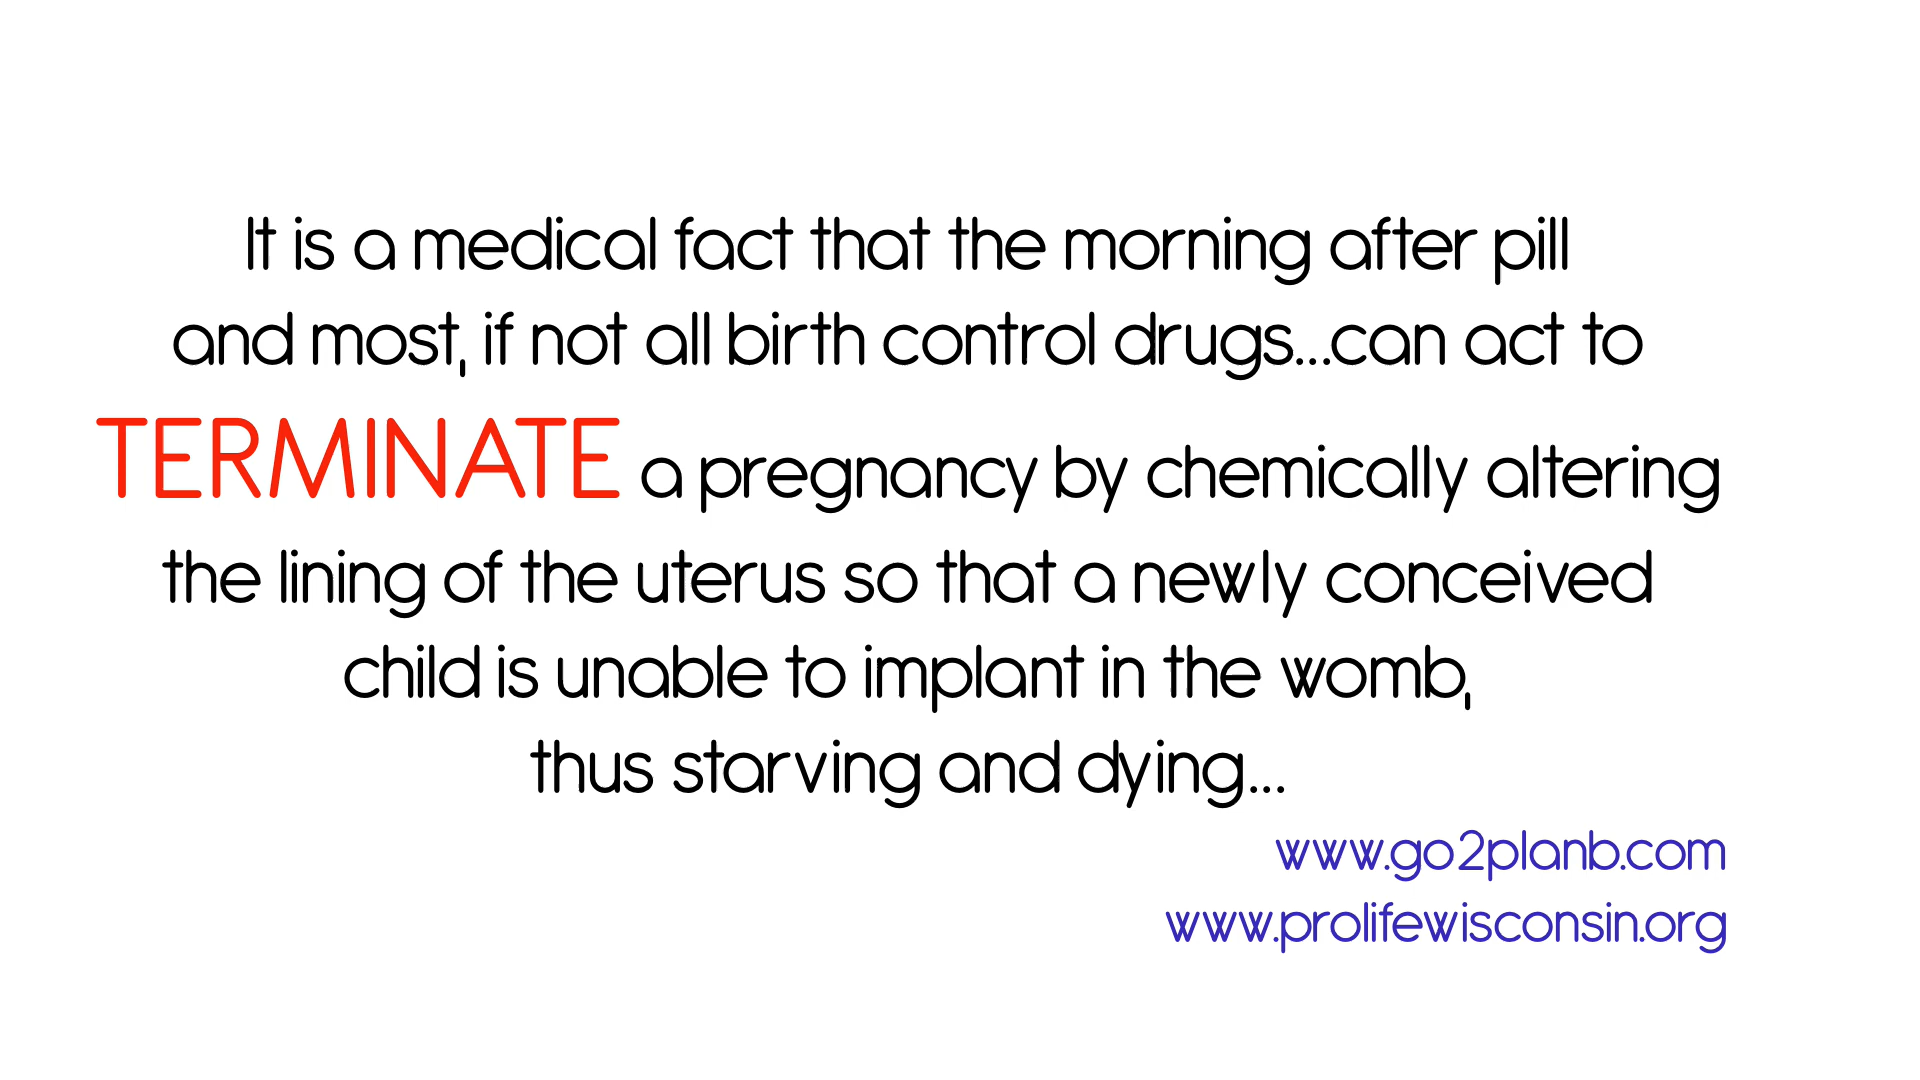 It is a medical fact that the morning after pill
and most, if not all birth control drugs...can act to
TERMINATE a pregnancy by chemically altering
the lining of the uterus so that a newly conceived
child is unable to implant in the womb,
thus starving and dying...
www.go2planb.com
www.prolifewisconsin.org